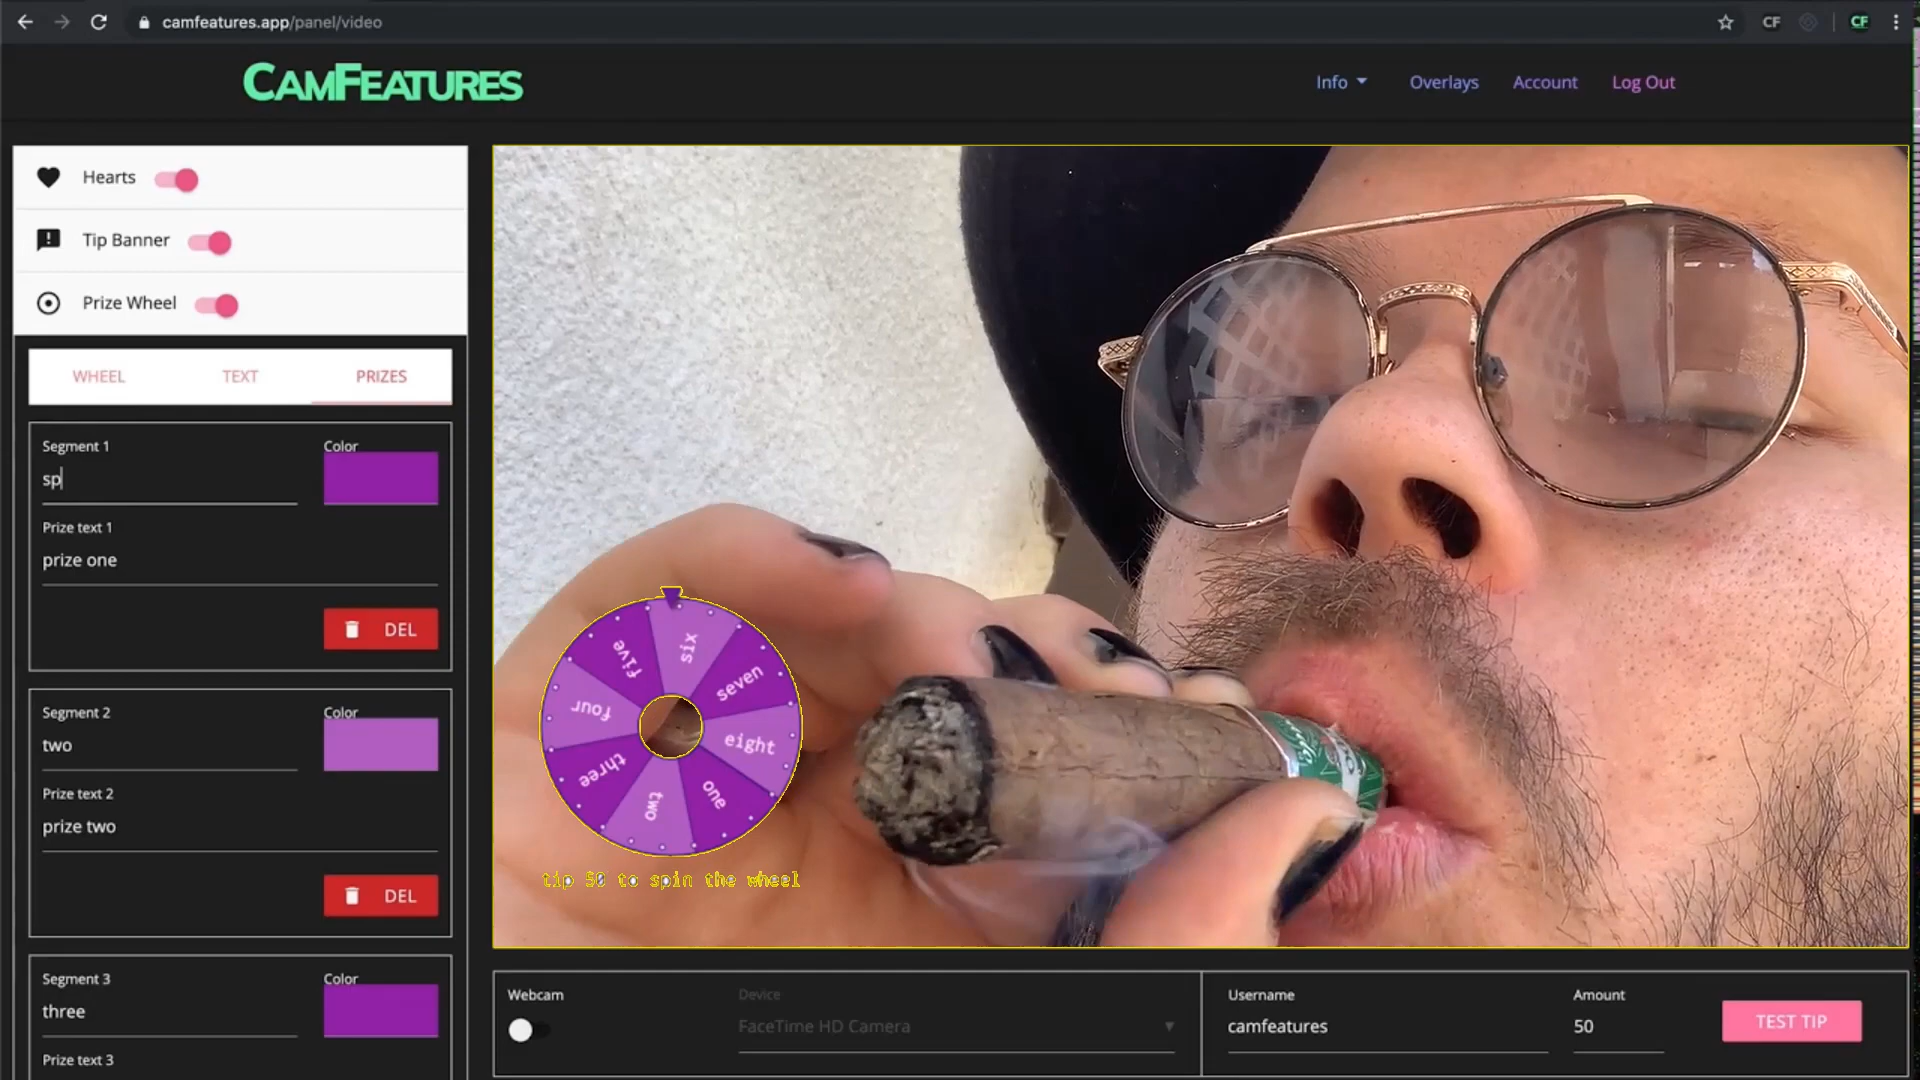 camfeatures.app/panel/video
CF
CF
CAMFEATURES
Info
Overlays
Account
Log Out
Hearts
Tip Banner
Prize Wheel
WHEEL
TEXT
PRIZES
Segment 1
Color
sp
Prize text 1
prize one
DEL
Segment 2
Color
two
Prize text 2
prize two
DEL
Segment 3
Color
three
Prize text 3
six
seven
eight
one
two
three
four
five
tip 50 to spin the wheel
Webcam
Device
FaceTime HD Camera
Username
camfeatures
Amount
50
TEST TIP